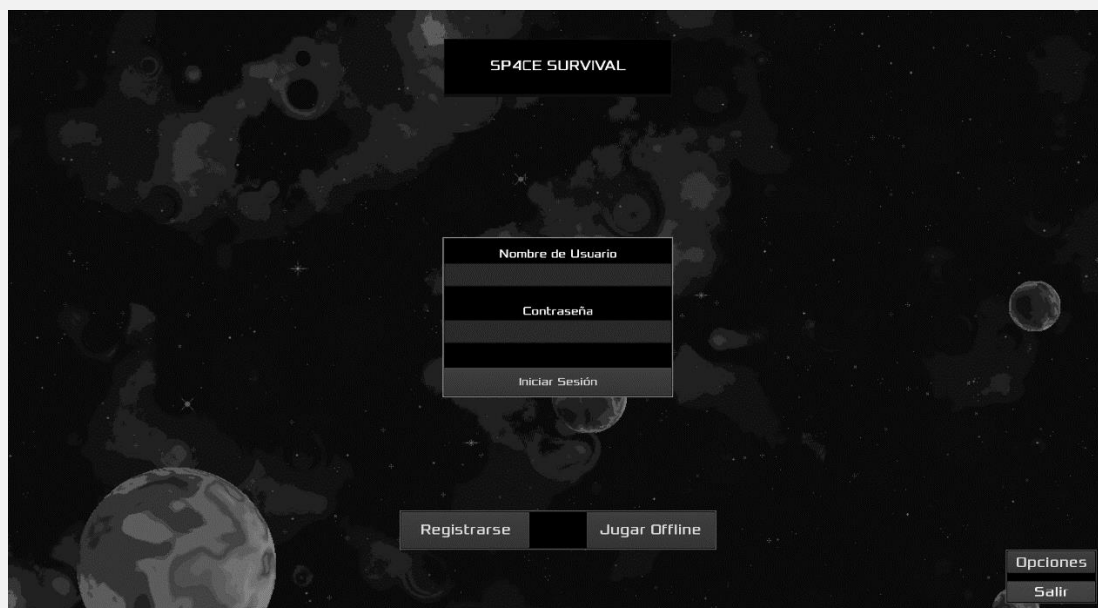 SP4CE SURVIVAL
Nombre de Usuario
Contraseña
Iniciar Sesión
Registrarse
Jugar Offline
Opciones
Salir